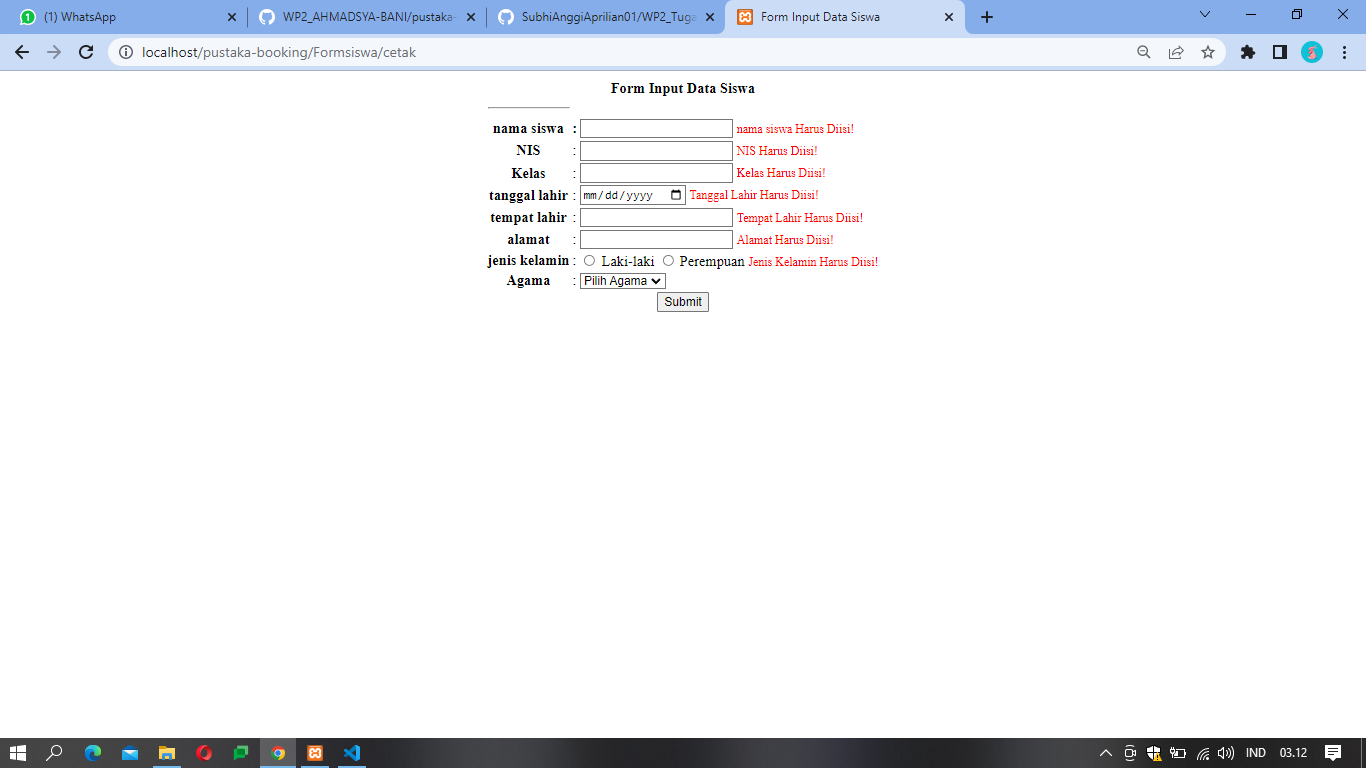 (1) WhatsApp
WP2_AHMADSYA-BANI/pustaka-
SubhiAnggiAprilian01/WP2_Tuga
Form Input Data Siswa
localhost/pustaka-booking/Formsiswa/cetak
Form Input Data Siswa
nama siswa : nama siswa Harus Diisi!
NIS : NIS Harus Diisi!
Kelas : Kelas Harus Diisi!
tanggal lahir : mm/dd/yyyy Tanggal Lahir Harus Diisi!
tempat lahir : Tempat Lahir Harus Diisi!
alamat : Alamat Harus Diisi!
jenis kelamin : Laki-laki Perempuan Jenis Kelamin Harus Diisi!
Agama : Pilih Agama
Submit
IND 03.12